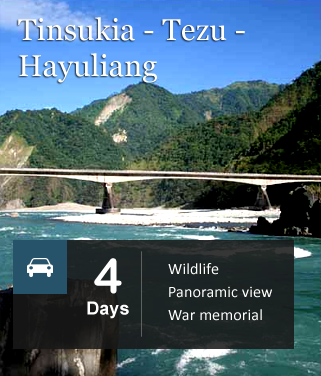 Tinsukia - Tezu -
Hayuliang
4
Days
Wildlife
Panoramic view
War memorial